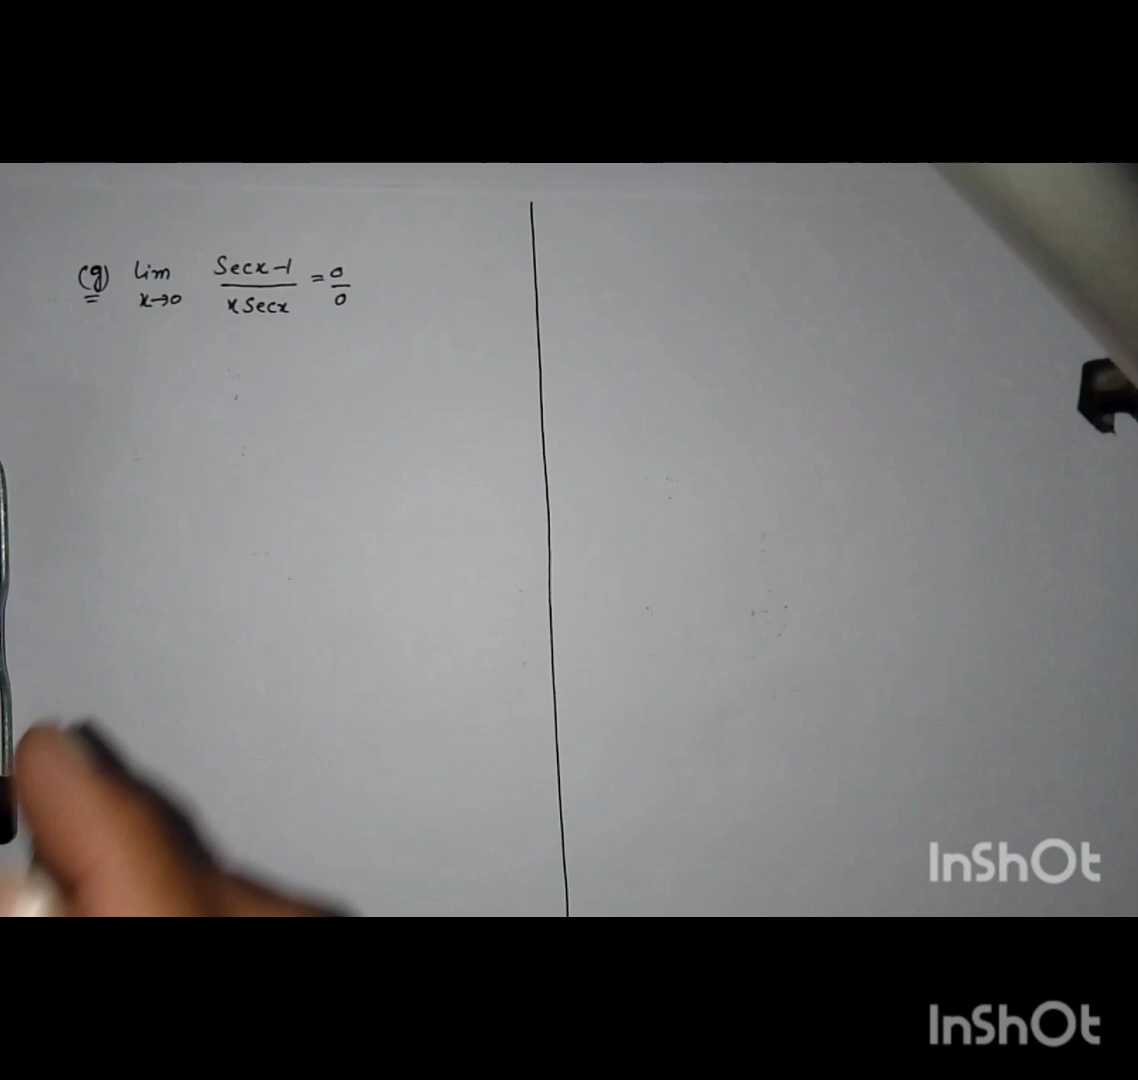 (g) lim x→0 Secx-1 / xSecx = 0/0
InShOt
InShOt